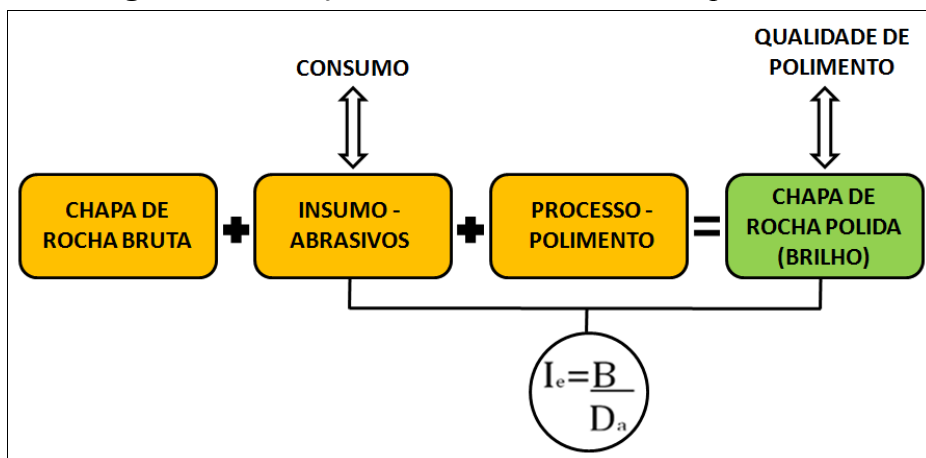 CONSUMO
QUALIDADE DE
POLIMENTO
CHAPA DE
ROCHA BRUTA
+
INSUMO -
ABRASIVOS
+
PROCESSO -
POLIMENTO
=
CHAPA DE
ROCHA POLIDA
(BRILHO)
Iₑ=B
Dₐ